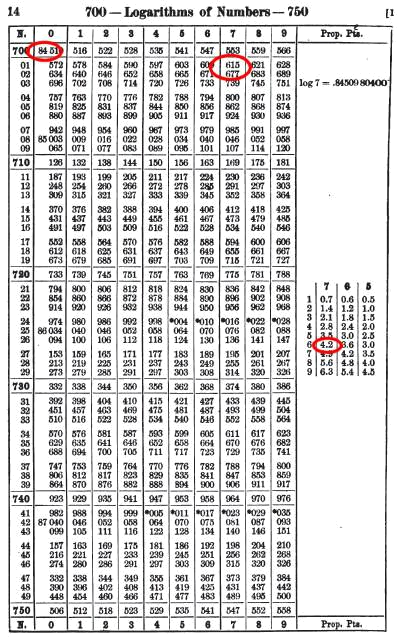 14 700—Logarithms of Numbers—750 [1
N. 0 1 2 3 4 5 6 7 8 9 Prop. Pts.
700 84 510 516 522 528 535 541 547 553 559 566
01 572 578 584 590 597 603 609 615 621 628
02 634 640 646 652 658 665 671 677 683 689
03 696 702 708 714 720 726 733 739 745 751
04 757 763 770 776 782 788 794 800 807 813
05 819 825 831 837 844 850 856 862 868 874
06 880 887 893 899 905 911 917 924 930 936
07 942 948 954 960 967 973 979 985 991 997
08 85 003 009 016 022 028 034 040 046 052 058
09 065 071 077 083 089 095 101 107 114 120
710 126 132 138 144 150 156 163 169 175 181
11 187 193 199 205 211 217 224 230 236 242
12 248 254 260 266 272 278 285 291 297 303
13 309 315 321 327 333 339 345 352 358 364
14 370 376 382 388 394 400 406 412 418 425
15 431 437 443 449 455 461 467 473 479 485
16 491 497 503 509 516 522 528 534 540 546
17 552 558 564 570 576 582 588 594 600 606
18 612 618 625 631 637 643 649 655 661 667
19 673 679 685 691 697 703 709 715 721 727
720 733 739 745 751 757 763 769 775 781 788
21 794 800 806 812 818 824 830 836 842 848
22 854 860 866 872 878 884 890 896 902 908
23 914 920 926 932 938 944 950 956 962 968
24 974 980 986 992 998 *004 *010 *016 *022 *028
25 86 034 040 046 052 058 064 070 076 082 088
26 094 100 106 112 118 124 130 136 141 147
27 153 159 165 171 177 183 189 195 201 207
28 213 219 225 231 237 243 249 255 261 267
29 273 279 285 291 297 303 308 314 320 326
730 332 338 344 350 356 362 368 374 380 386
31 392 398 404 410 415 421 427 433 439 445
32 451 457 463 469 475 481 487 493 499 504
33 510 516 522 528 534 540 546 552 558 564
34 570 576 581 587 593 599 605 611 617 623
35 629 635 641 646 652 658 664 670 676 682
36 688 694 700 705 711 717 723 729 735 741
37 747 753 759 764 770 776 782 788 794 800
38 806 812 817 823 829 835 841 847 853 859
39 864 870 876 882 888 894 900 906 911 917
740 923 929 935 941 947 953 958 964 970 976
41 982 988 994 999 *005 *011 *017 *023 *029 *035
42 87 040 046 052 058 064 070 075 081 087 093
43 099 105 111 116 122 128 134 140 146 151
44 157 163 169 175 181 186 192 198 204 210
45 216 221 227 233 239 245 251 256 262 268
46 274 280 286 291 297 303 309 315 320 326
47 332 338 344 349 355 361 367 373 379 384
48 390 396 402 408 413 419 425 431 437 442
49 448 454 460 466 471 477 483 489 495 500
750 506 512 518 523 529 535 541 547 552 558
N. 0 1 2 3 4 5 6 7 8 9 Prop. Pts.
log 7 = .84509 80400
7 6 5
1 0.7 0.6 0.5
2 1.4 1.2 1.0
3 2.1 1.8 1.5
4 2.8 2.4 2.0
5 3.5 3.0 2.5
6 4.2 3.6 3.0
7 4.9 4.2 3.5
8 5.6 4.8 4.0
9 6.3 5.4 4.5